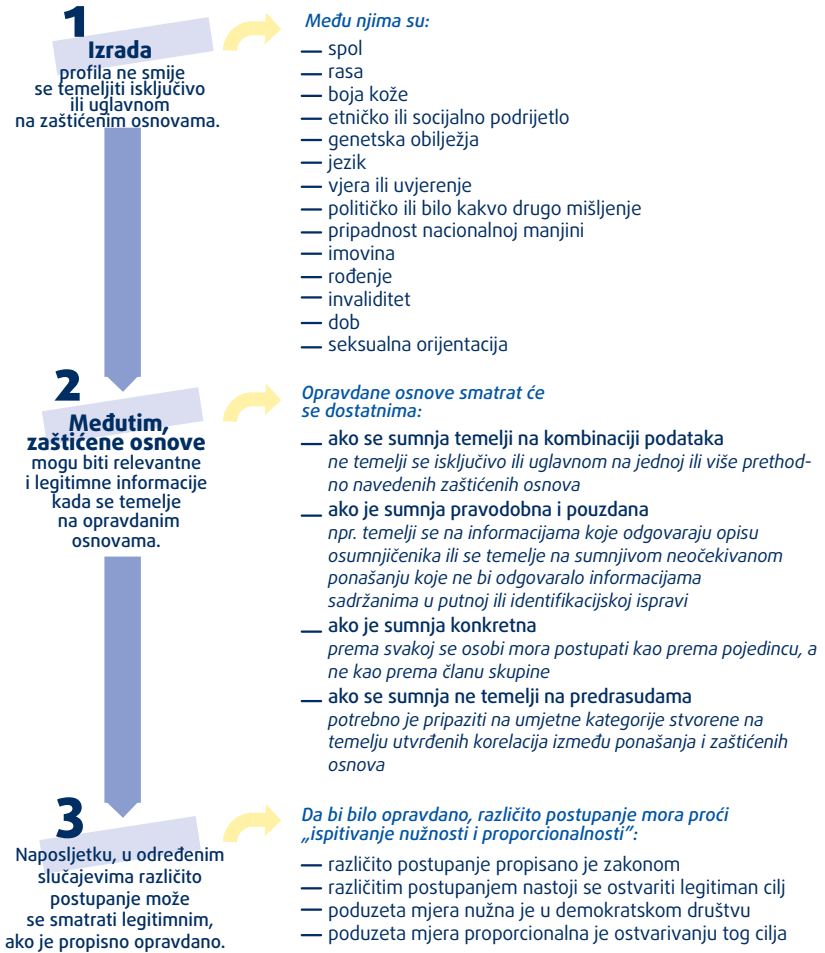 1
Izrada
profila ne smije
se temeljiti isključivo
ili uglavnom
na zaštićenim osnovama.
Među njima su:
— spol
— rasa
— boja kože
— etničko ili socijalno podrijetlo
— genetska obilježja
— jezik
— vjera ili uvjerenje
— političko ili bilo kakvo drugo mišljenje
— pripadnost nacionalnoj manjini
— imovina
— rođenje
— invaliditet
— dob
— seksualna orijentacija
2
Međutim,
zaštićene osnove
mogu biti relevantne
i legitimne informacije
kada se temelje
na opravdanim
osnovama.
Opravdane osnove smatrat će
se dostatnima:
— ako se sumnja temelji na kombinaciji podataka
ne temelji se isključivo ili uglavnom na jednoj ili više prethod-
no navedenih zaštićenih osnova
— ako je sumnja pravodobna i pouzdana
npr. temelji se na informacijama koje odgovaraju opisu
osumnjičenika ili se temelje na sumnjivom neočekivanom
ponašanju koje ne bi odgovaralo informacijama
sadržanima u putnoj ili identifikacijskoj ispravi
— ako je sumnja konkretna
prema svakoj se osobi mora postupati kao prema pojedincu, a
ne kao prema članu skupine
— ako se sumnja ne temelji na predrasudama
potrebno je pripaziti na umjetne kategorije stvorene na
temelju utvrđenih korelacija između ponašanja i zaštićenih
osnova
3
Naposljetku, u određenim
slučajevima različito
postupanje može
se smatrati legitimnim,
ako je propisno opravdano.
Da bi bilo opravdano, različito postupanje mora proći
„ispitivanje nužnosti i proporcionalnosti”:
— različito postupanje propisano je zakonom
— različitim postupanjem nastoji se ostvariti legitiman cilj
— poduzeta mjera nužna je u demokratskom društvu
— poduzeta mjera proporcionalna je ostvarivanju tog cilja